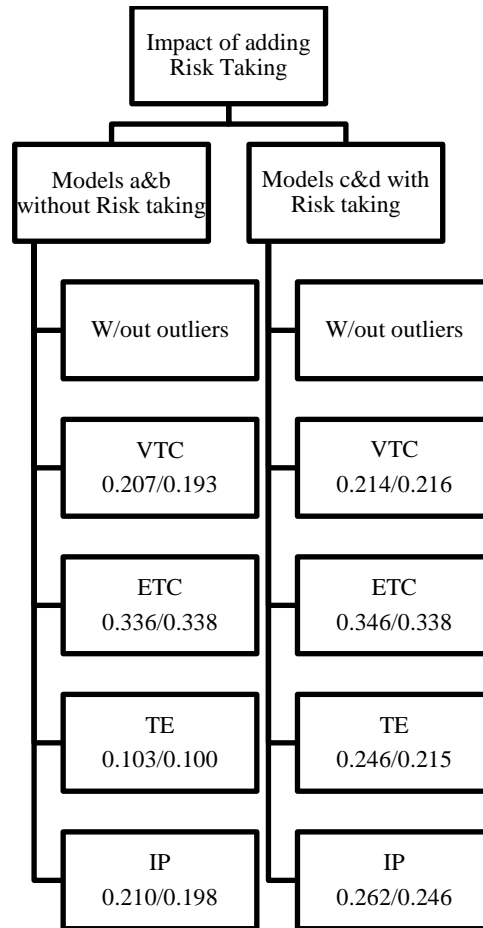 Impact of adding
Risk Taking
Models a&b
without Risk taking
Models c&d with
Risk taking
W/out outliers
W/out outliers
VTC
0.207/0.193
VTC
0.214/0.216
ETC
0.336/0.338
ETC
0.346/0.338
TE
0.103/0.100
TE
0.246/0.215
IP
0.210/0.198
IP
0.262/0.246